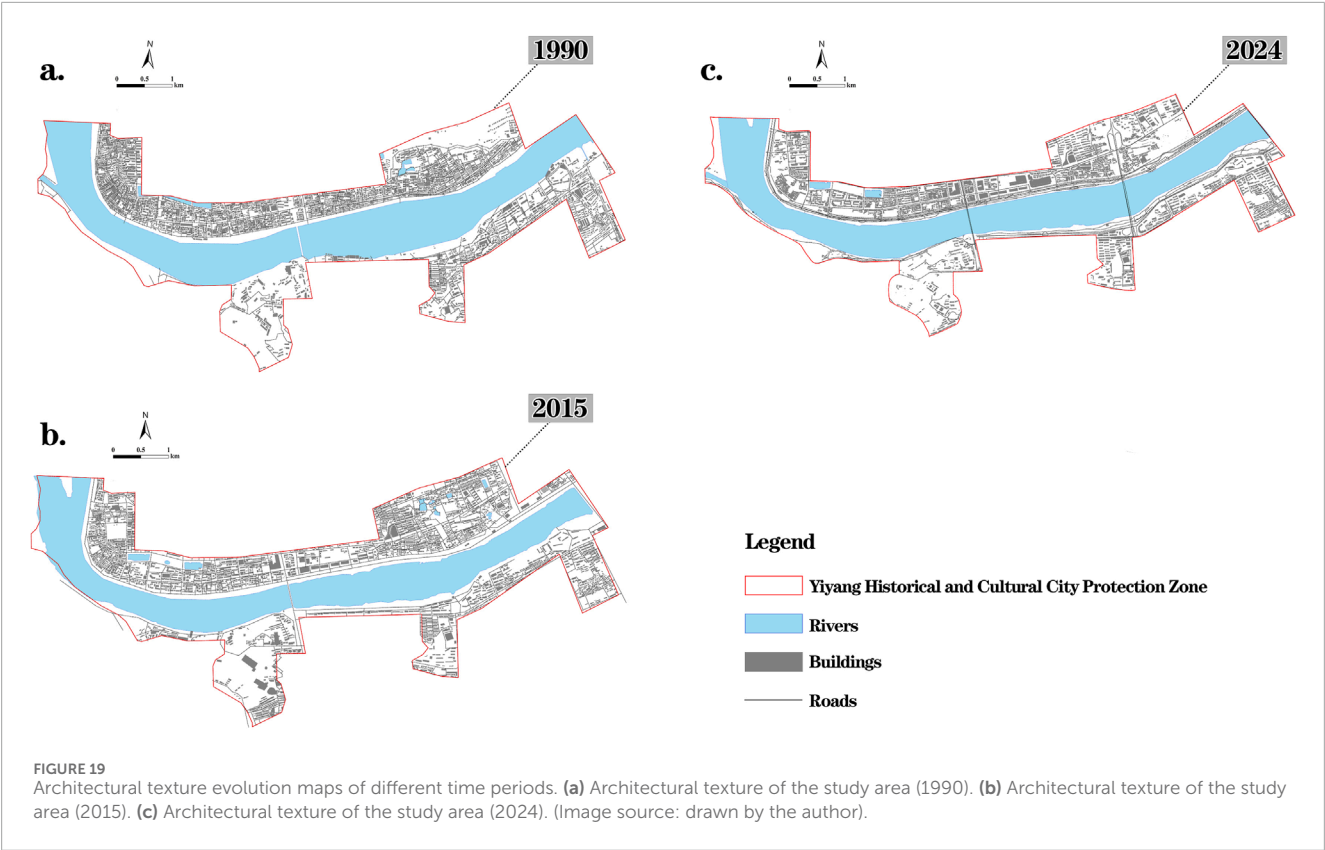 a.
N
0 0.5 1
km
1990
c.
N
0 0.5 1
km
2024
b.
N
0 0.5 1
km
2015
Legend
Yiyang Historical and Cultural City Protection Zone
Rivers
Buildings
Roads
FIGURE 19
Architectural texture evolution maps of different time periods. (a) Architectural texture of the study area (1990). (b) Architectural texture of the study
area (2015). (c) Architectural texture of the study area (2024). (Image source: drawn by the author).